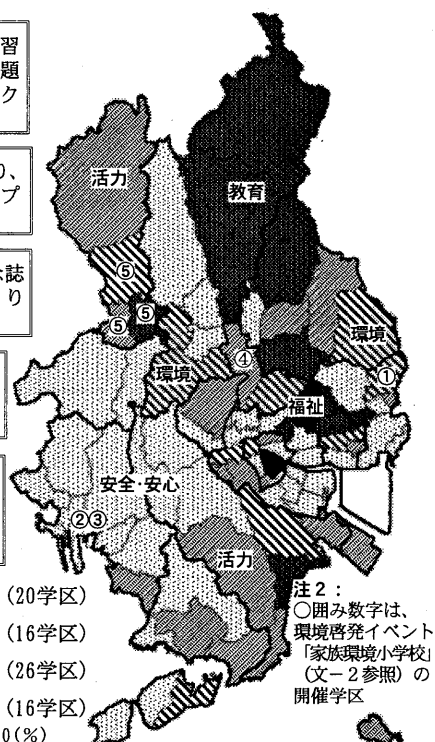 習
題
ク
り、
プ
誌
り
活力
教育
⑤
⑤
⑤
環境
④
環境
①
福祉
安全・安心
②③
活力
(20学区)
(16学区)
(26学区)
(16学区)
0(%)
注2:
○囲み数字は、
環境啓発イベント
「家族環境小学校」
(文-2参照)の
開催学区